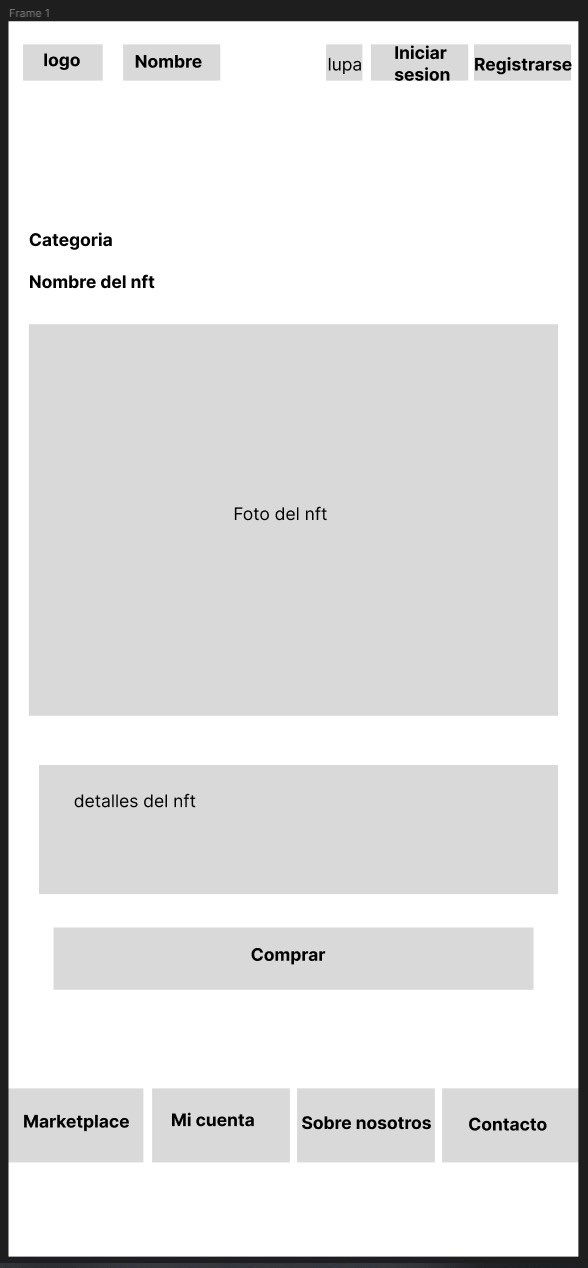 Frame 1
logo
Nombre
lupa
Iniciar
sesion
Registrarse
Categoria
Nombre del nft
Foto del nft
detalles del nft
Comprar
Marketplace
Mi cuenta
Sobre nosotros
Contacto